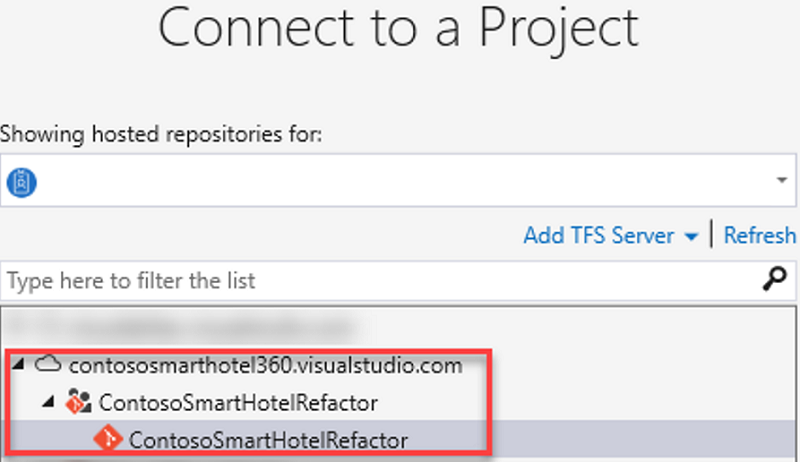 Connect to a Project
Showing hosted repositories for:
Add TFS Server | Refresh
Type here to filter the list
contososmarthotel360.visualstudio.com
ContosoSmartHotelRefactor
ContosoSmartHotelRefactor